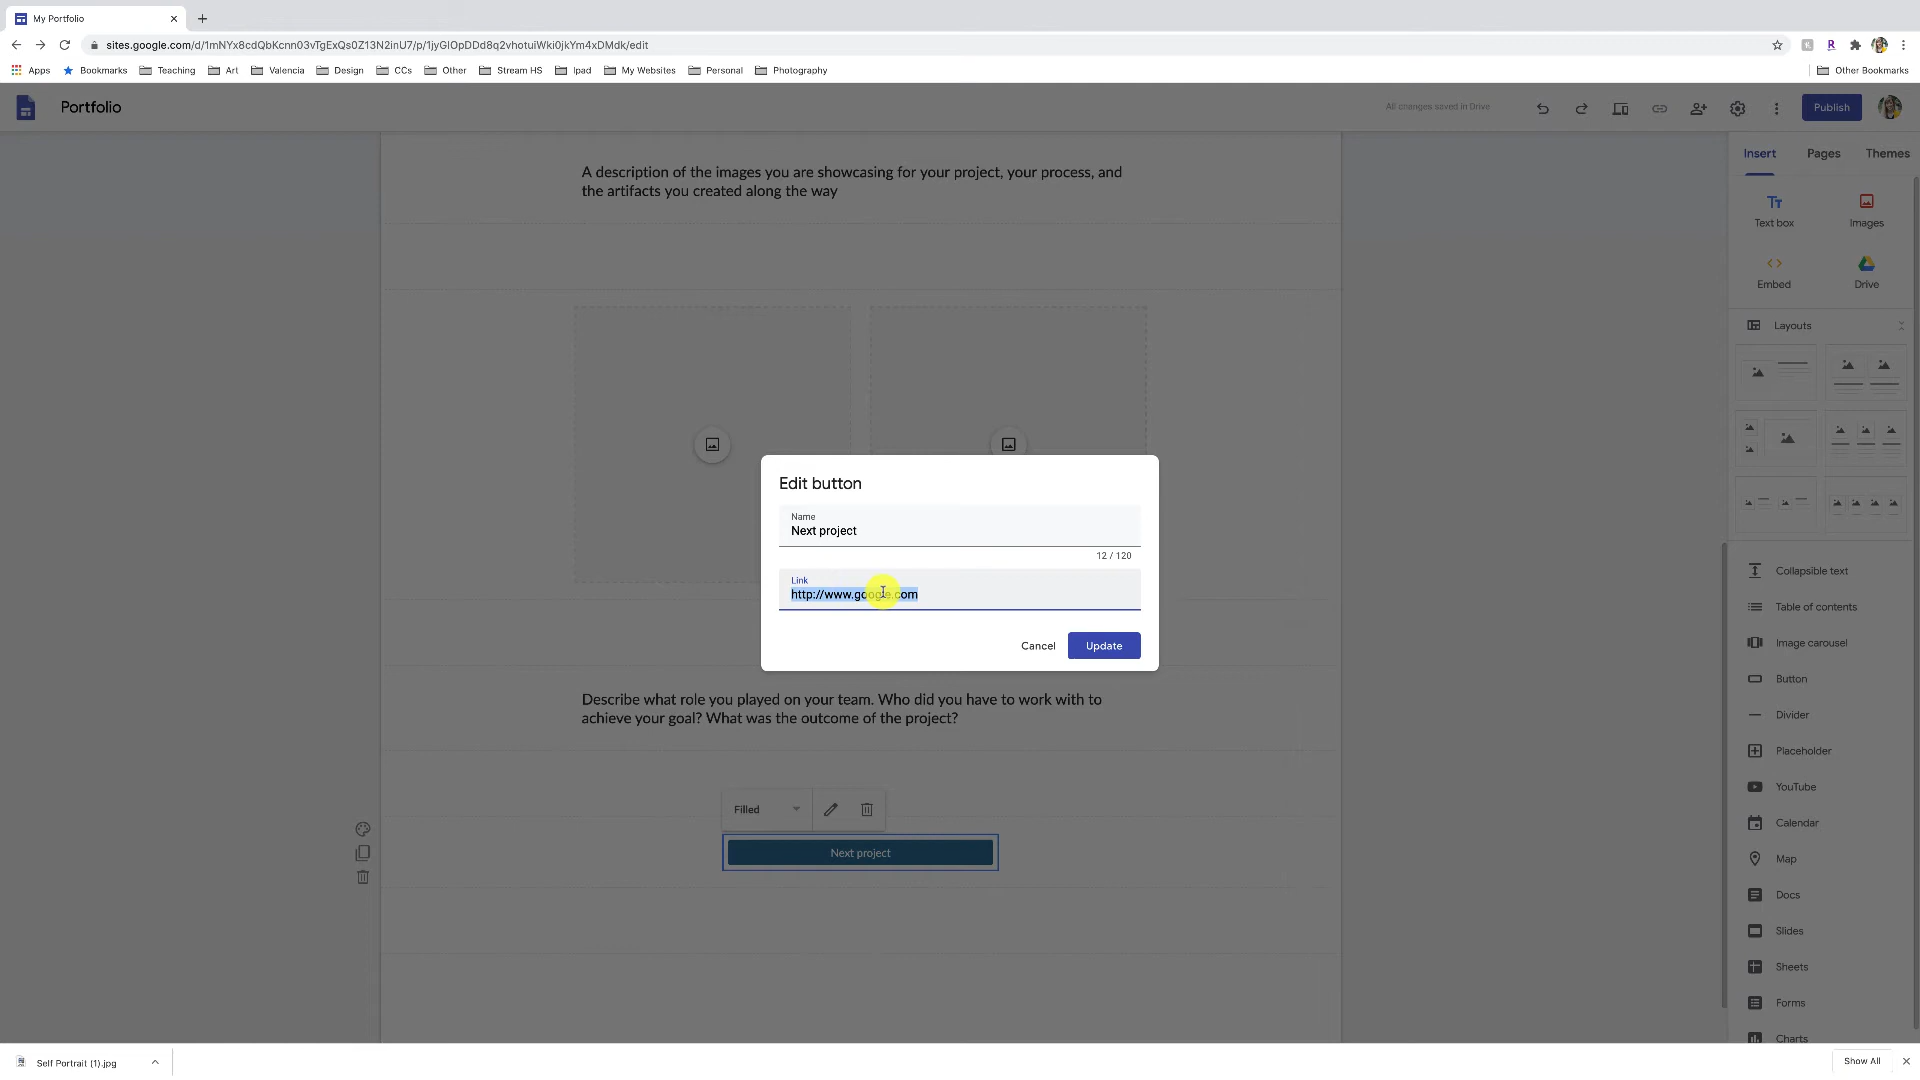 My Portfolio
sites.google.com/d/1mNYx8cdQbKcnn03vTgExQs0Z13N2inU7/p/1jyGIOpDDd8q2vhotuiWki0jkYm4xDMdk/edit
Apps
Bookmarks
Teaching
Art
Valencia
Design
CCs
Other
Stream HS
Ipad
My Websites
Personal
Photography
Other Bookmarks
Portfolio
All changes saved in Drive
Publish
A description of the images you are showcasing for your project, your process, and
the artifacts you created along the way
Edit button
Name
Next project
12 / 120
Link
http://www.google.com
Cancel
Update
Describe what role you played on your team. Who did you have to work with to
achieve your goal? What was the outcome of the project?
Filled
Next project
Insert
Pages
Themes
Text box
Images
Embed
Drive
Layouts
Collapsible text
Table of contents
Image carousel
Button
Divider
Placeholder
YouTube
Calendar
Map
Docs
Slides
Sheets
Forms
Charts
Self Portrait (1).jpg
Show All